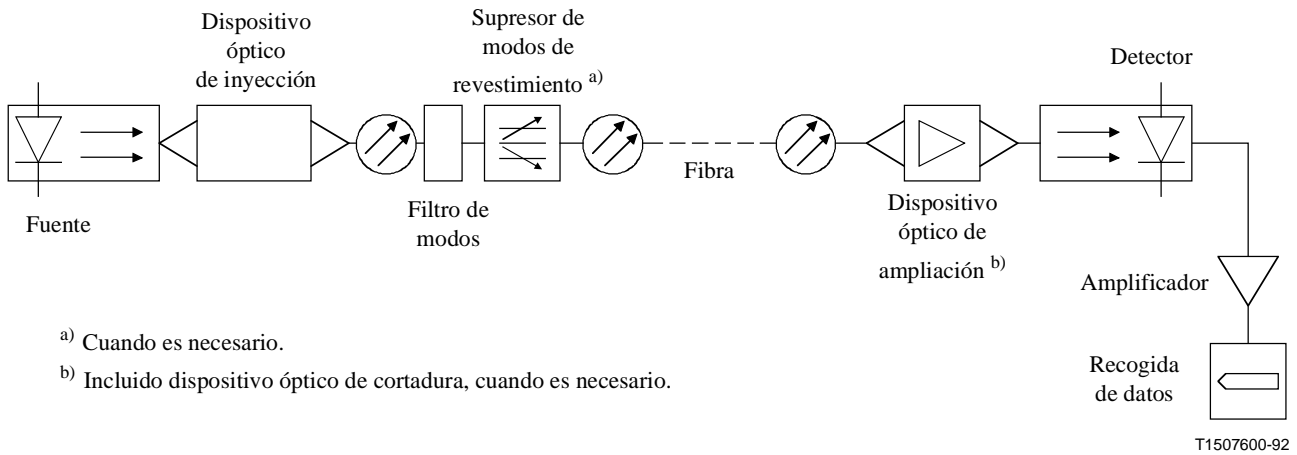 Dispositivo
óptico
de inyección
Supresor de
modos de
revestimiento a)
Detector
Fuente
Filtro de
modos
Fibra
Dispositivo
óptico de
ampliación b)
Amplificador
Recogida
de datos
a) Cuando es necesario.
b) Incluido dispositivo óptico de cortadura, cuando es necesario.
T1507600-92